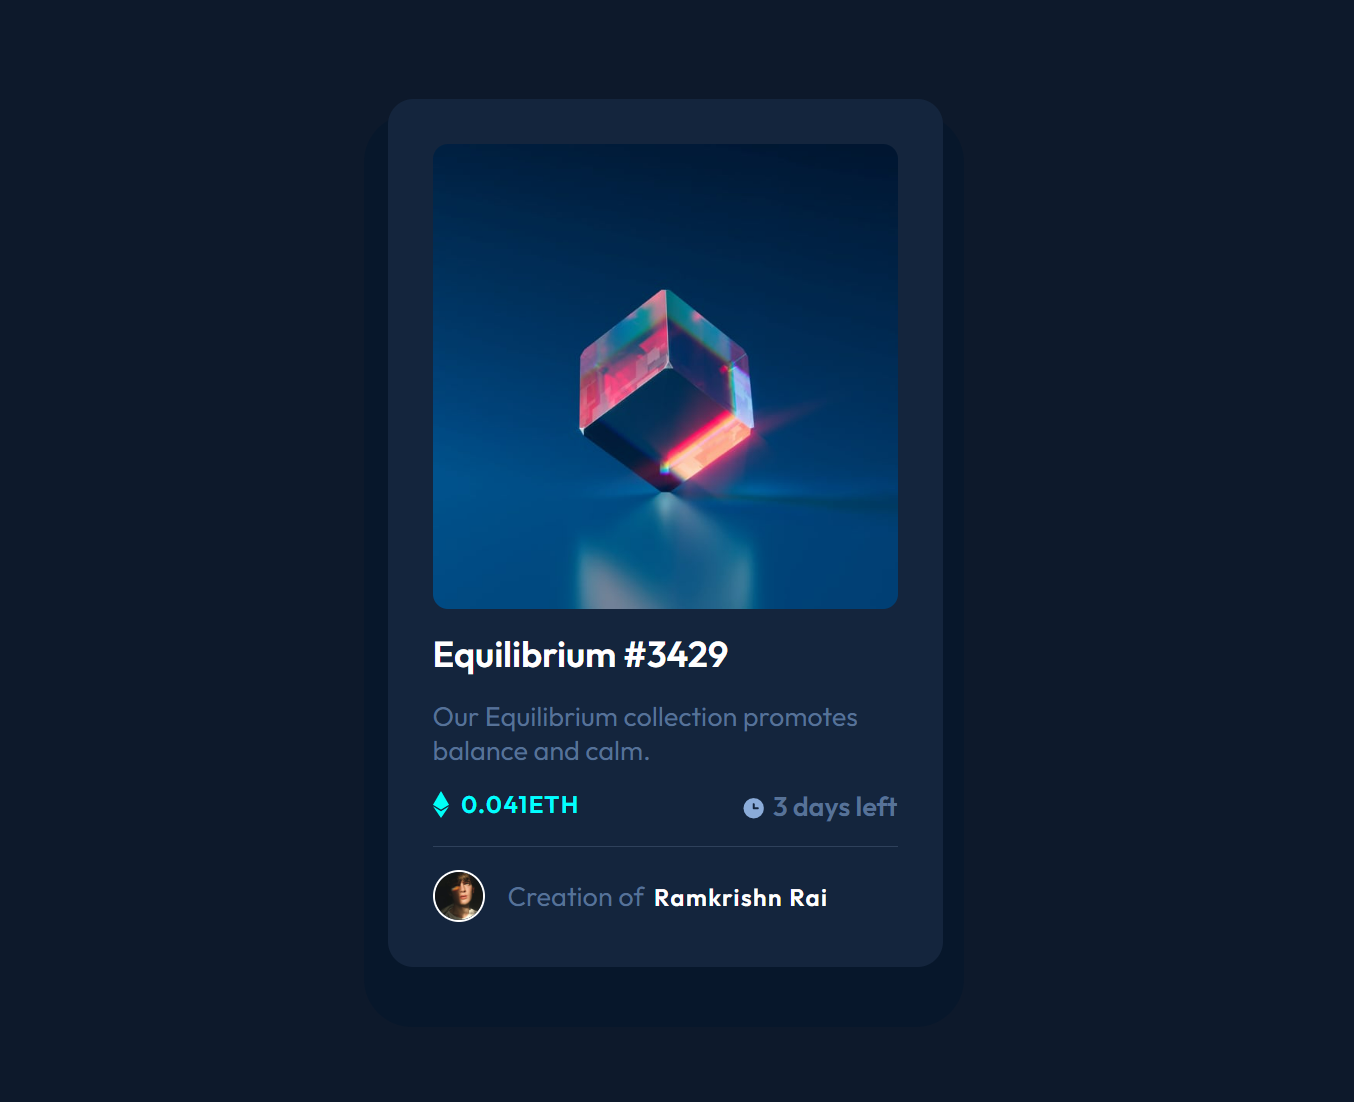 Equilibrium #3429
Our Equilibrium collection promotes
balance and calm.
0.041ETH 3 days left
Creation of Ramkrishn Rai